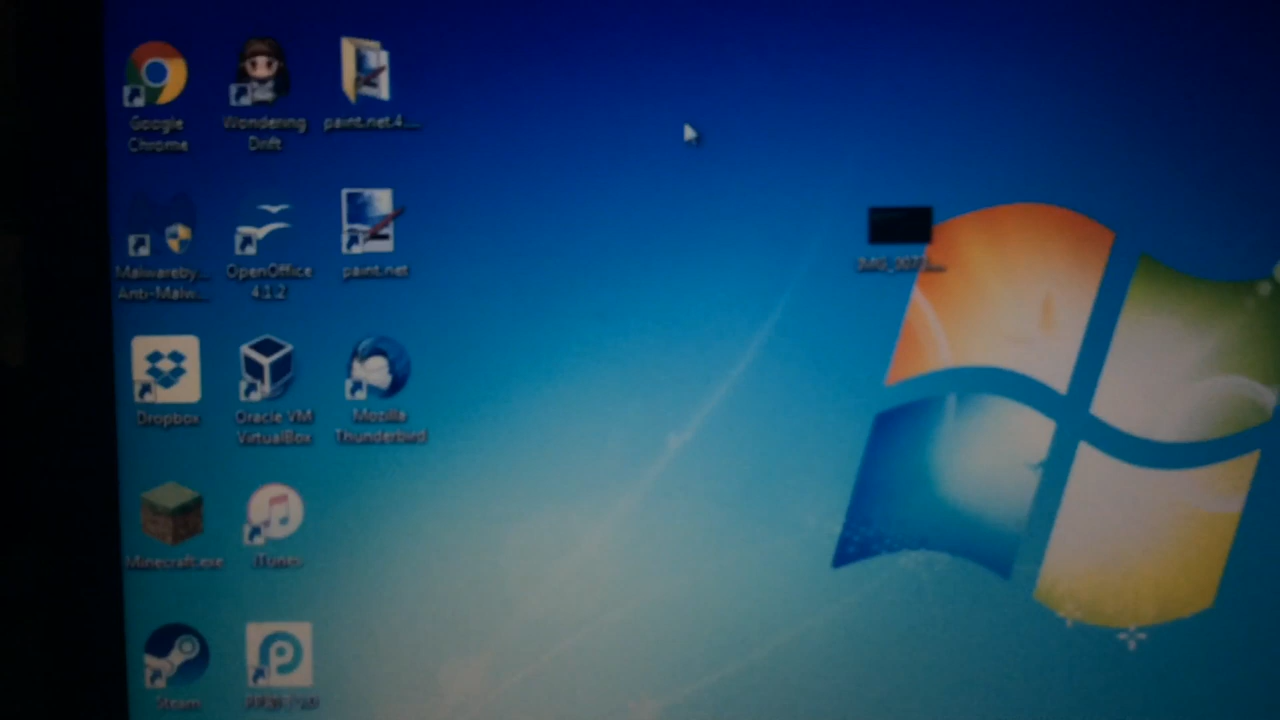 Google
Chrome
Wondering
Drift
paint.net.4....
Malwareby...
Anti-Malw...
OpenOffice
4.1.2
paint.net
Dropbox
Oracle VM
VirtualBox
Mozilla
Thunderbird
Minecraft.exe
iTunes
Steam